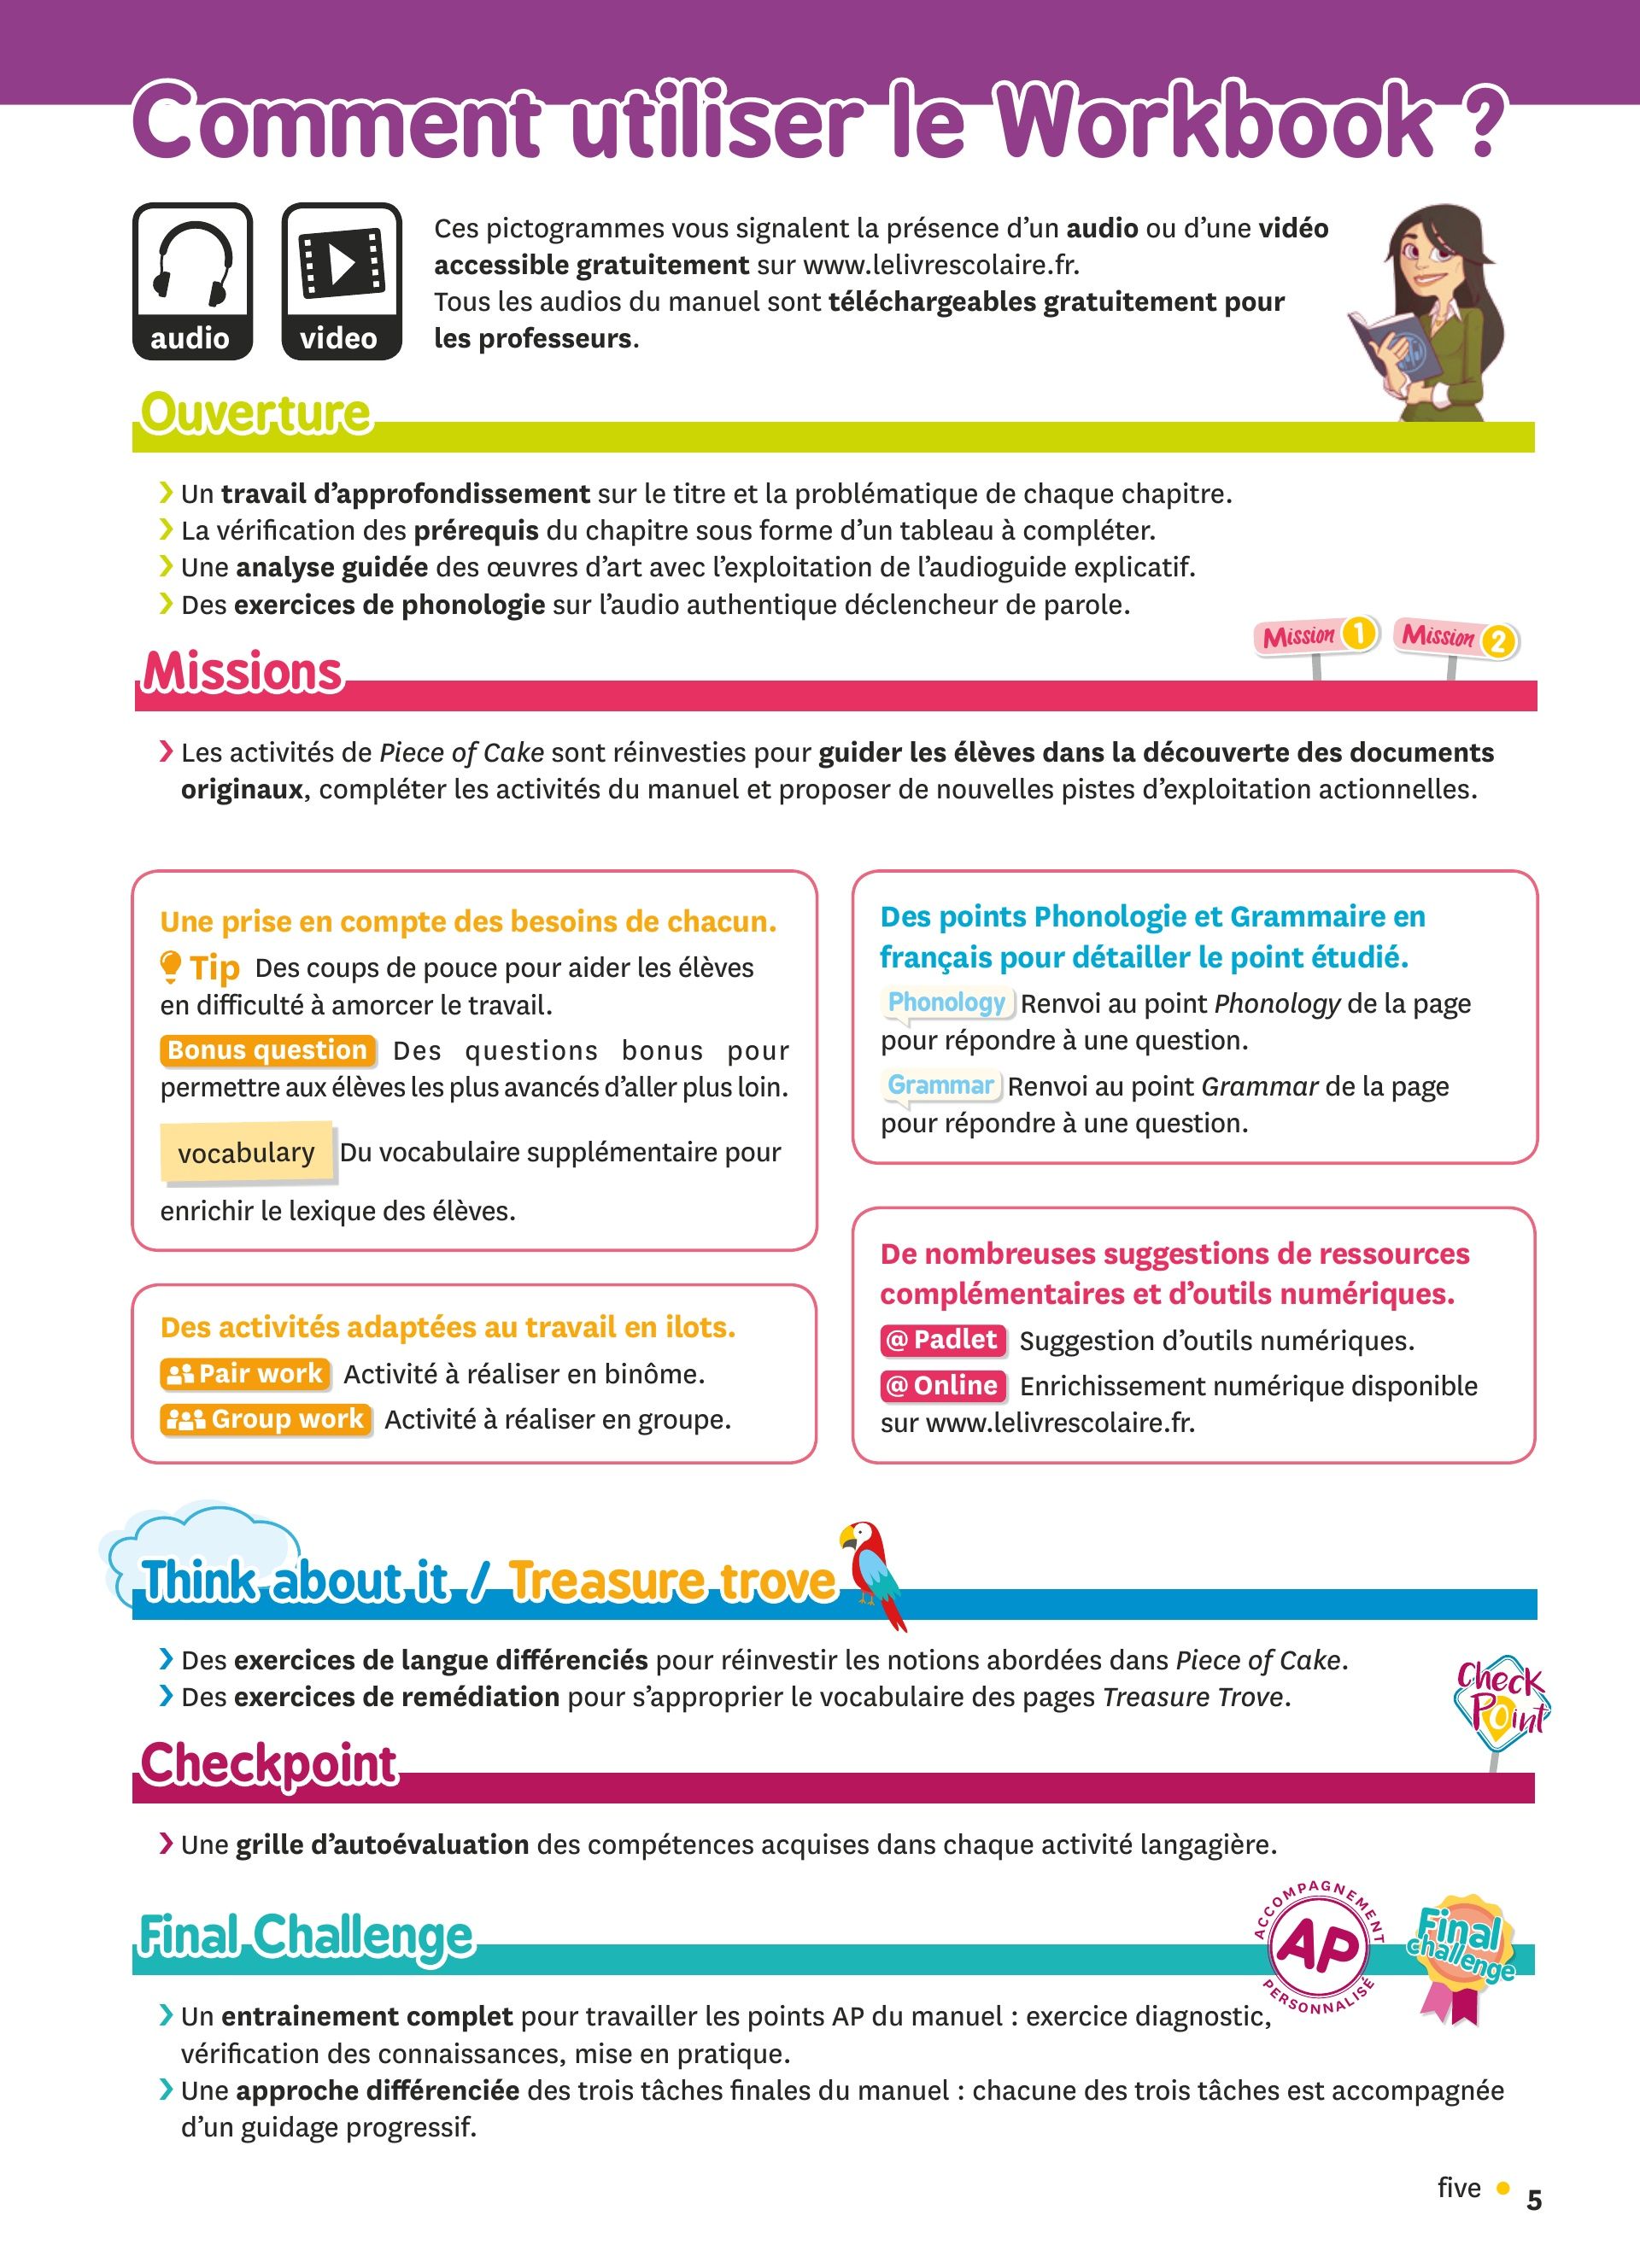 Comment utiliser le Workbook ?
audio
video
Ces pictogrammes vous signalent la présence d'un audio ou d'une vidéo
accessible gratuitement sur www.lelivrescolaire.fr.
Tous les audios du manuel sont téléchargeables gratuitement pour
les professeurs.
Ouverture
Un travail d'approfondissement sur le titre et la problématique de chaque chapitre.
La vérification des prérequis du chapitre sous forme d'un tableau à compléter.
Une analyse guidée des œuvres d'art avec l'exploitation de l'audioguide explicatif.
Des exercices de phonologie sur l'audio authentique déclencheur de parole.
Mission 1
Mission 2
Missions
Les activités de Piece of Cake sont réinvesties pour guider les élèves dans la découverte des documents
originaux, compléter les activités du manuel et proposer de nouvelles pistes d'exploitation actionnelles.
Une prise en compte des besoins de chacun.
Tip Des coups de pouce pour aider les élèves
en difficulté à amorcer le travail.
Bonus question Des questions bonus pour
permettre aux élèves les plus avancés d'aller plus loin.
vocabulary Du vocabulaire supplémentaire pour
enrichir le lexique des élèves.
Des activités adaptées au travail en ilots.
Pair work Activité à réaliser en binôme.
Group work Activité à réaliser en groupe.
Des points Phonologie et Grammaire en
français pour détailler le point étudié.
Phonology Renvoi au point Phonology de la page
pour répondre à une question.
Grammar Renvoi au point Grammar de la page
pour répondre à une question.
De nombreuses suggestions de ressources
complémentaires et d'outils numériques.
@ Padlet Suggestion d'outils numériques.
@ Online Enrichissement numérique disponible
sur www.lelivrescolaire.fr.
Think about it / Treasure trove
Des exercices de langue différenciés pour réinvestir les notions abordées dans Piece of Cake.
Des exercices de remédiation pour s'approprier le vocabulaire des pages Treasure Trove.
Check
Point
Checkpoint
Une grille d'autoévaluation des compétences acquises dans chaque activité langagière.
Final Challenge
ACCOMPAGNEMENT
AP
PERSONNALISÉ
Final
challenge
Un entrainement complet pour travailler les points AP du manuel : exercice diagnostic,
vérification des connaissances, mise en pratique.
Une approche différenciée des trois tâches finales du manuel : chacune des trois tâches est accompagnée
d'un guidage progressif.
five • 5